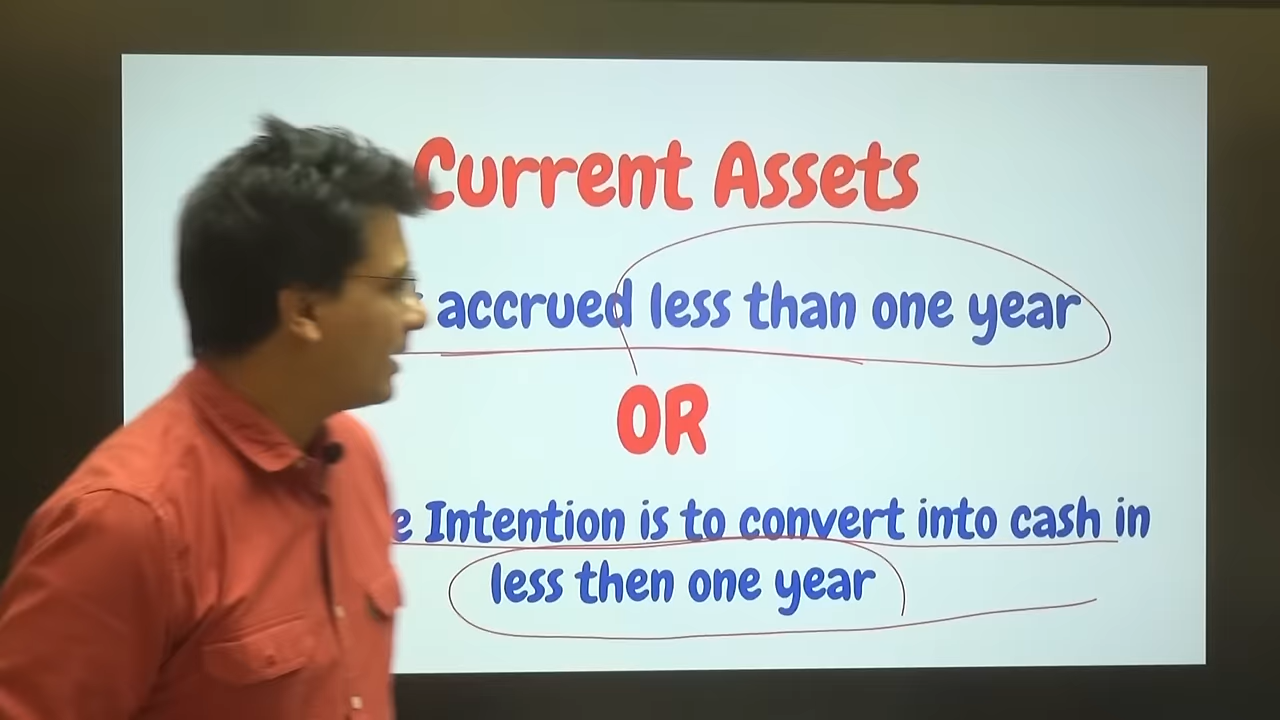 Current Assets
accrued less than one year
OR
Intention is to convert into cash in
less then one year